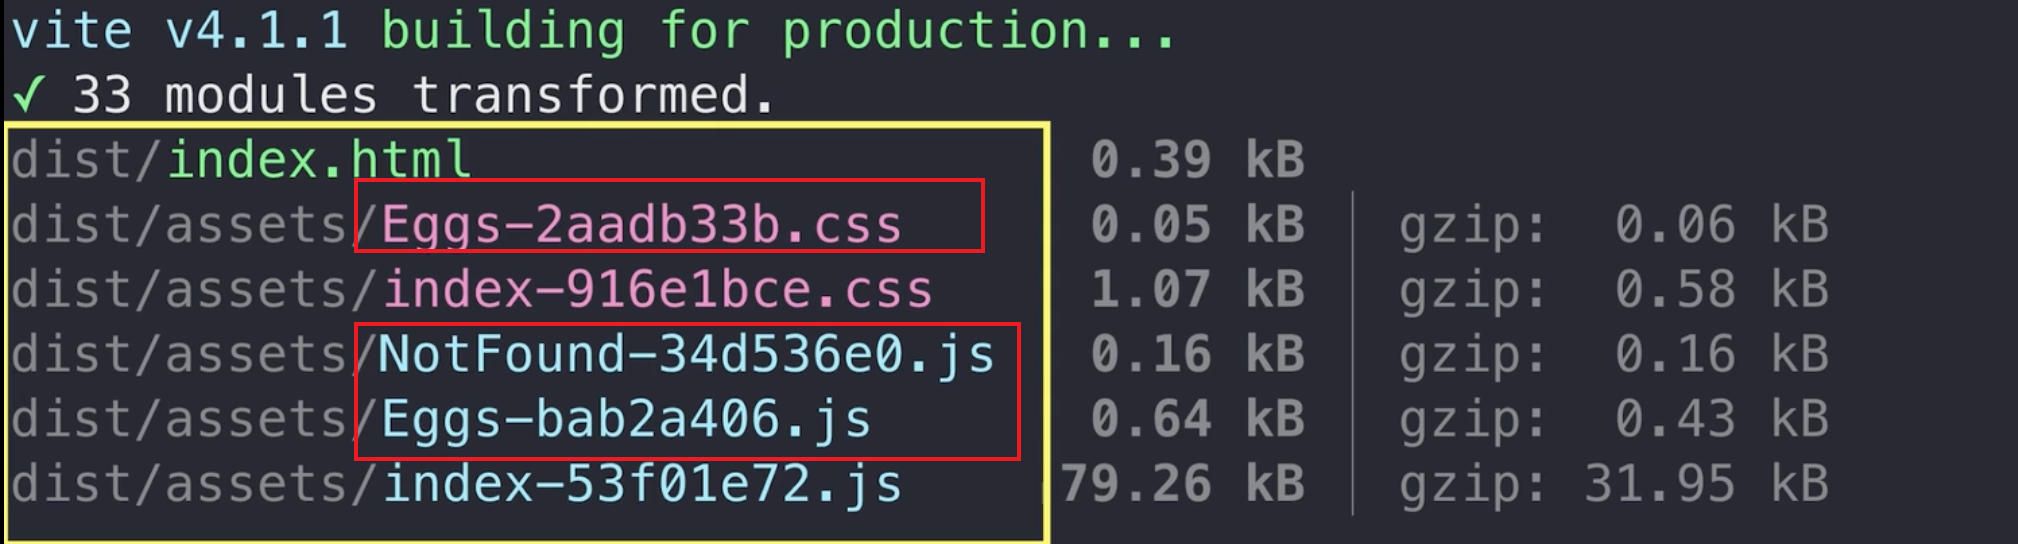 vite v4.1.1 building for production...
✓ 33 modules transformed.
dist/index.html 0.39 kB
dist/assets/Eggs-2aadb33b.css 0.05 kB │ gzip: 0.06 kB
dist/assets/index-916e1bce.css 1.07 kB │ gzip: 0.58 kB
dist/assets/NotFound-34d536e0.js 0.16 kB │ gzip: 0.16 kB
dist/assets/Eggs-bab2a406.js 0.64 kB │ gzip: 0.43 kB
dist/assets/index-53f01e72.js 79.26 kB │ gzip: 31.95 kB